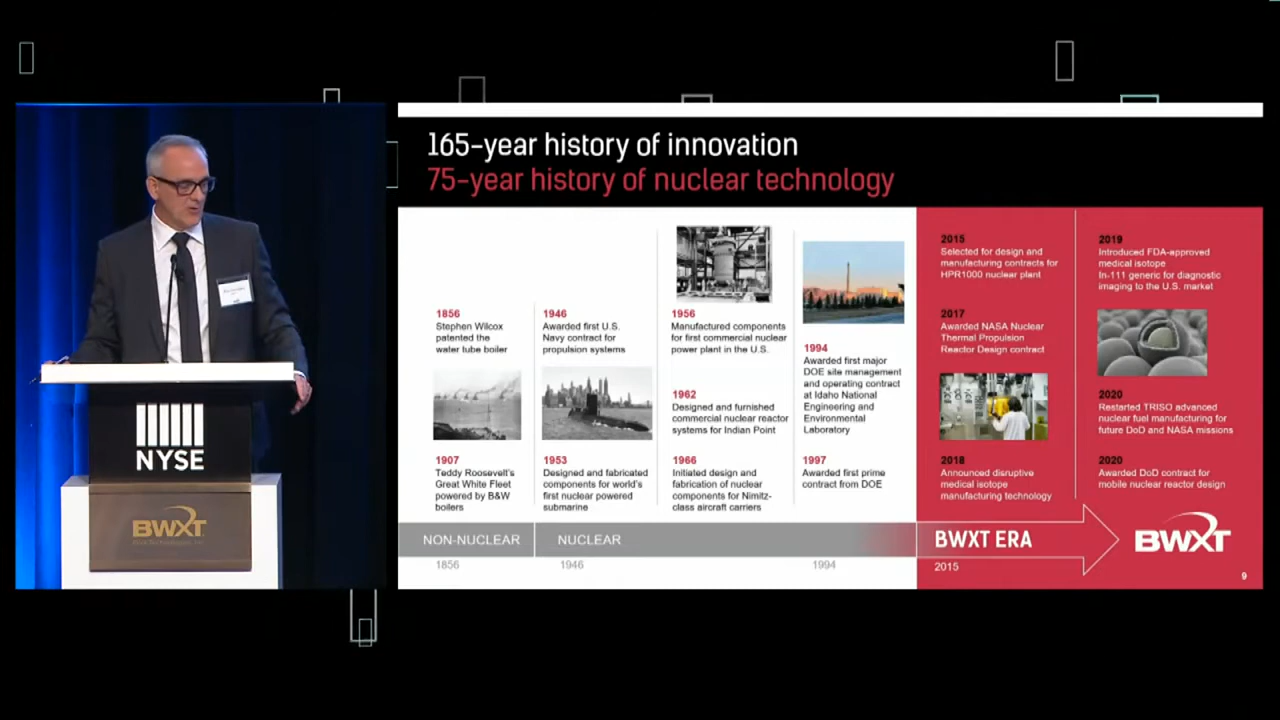 165-year history of innovation
75-year history of nuclear technology
1856
Stephen Wilcox
patented the
water tube boiler
1907
Teddy Roosevelt's
Great White Fleet
powered by B&W
boilers
1946
Awarded first U.S.
Navy contract for
propulsion systems
1953
Designed and fabricated
components for world's
first nuclear powered
submarine
1956
Manufactured components
for first commercial nuclear
power plant in the U.S.
1962
Designed and furnished
commercial nuclear reactor
systems for Indian Point
1966
Initiated design and
fabrication of nuclear
components for Nimitz-
class aircraft carriers
1994
Awarded first major
DOE site management
and operating contract
at Idaho National
Engineering and
Environmental
Laboratory
1997
Awarded first prime
contract from DOE
2015
Selected for design and
manufacturing contracts for
HPR1000 nuclear plant
2017
Awarded NASA Nuclear
Thermal Propulsion
Reactor Design contract
2018
Announced disruptive
medical isotope
manufacturing technology
2019
Introduced FDA-approved
medical isotope
In-111 generic for diagnostic
imaging to the U.S. market
2020
Restarted TRISO advanced
nuclear fuel manufacturing for
future DoD and NASA missions
2020
Awarded DoD contract for
mobile nuclear reactor design
NON-NUCLEAR
NUCLEAR
BWXT ERA
BWXT
1856
1946
1994
2015
9
NYSE
BWXT